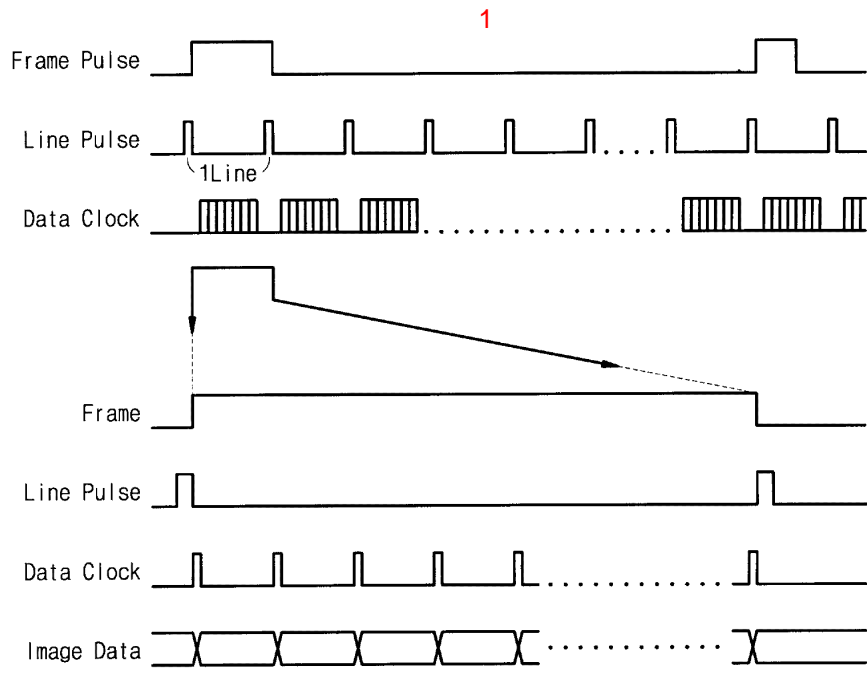 1
Frame Pulse
Line Pulse
1Line
Data Clock
Frame
Line Pulse
Data Clock
Image Data